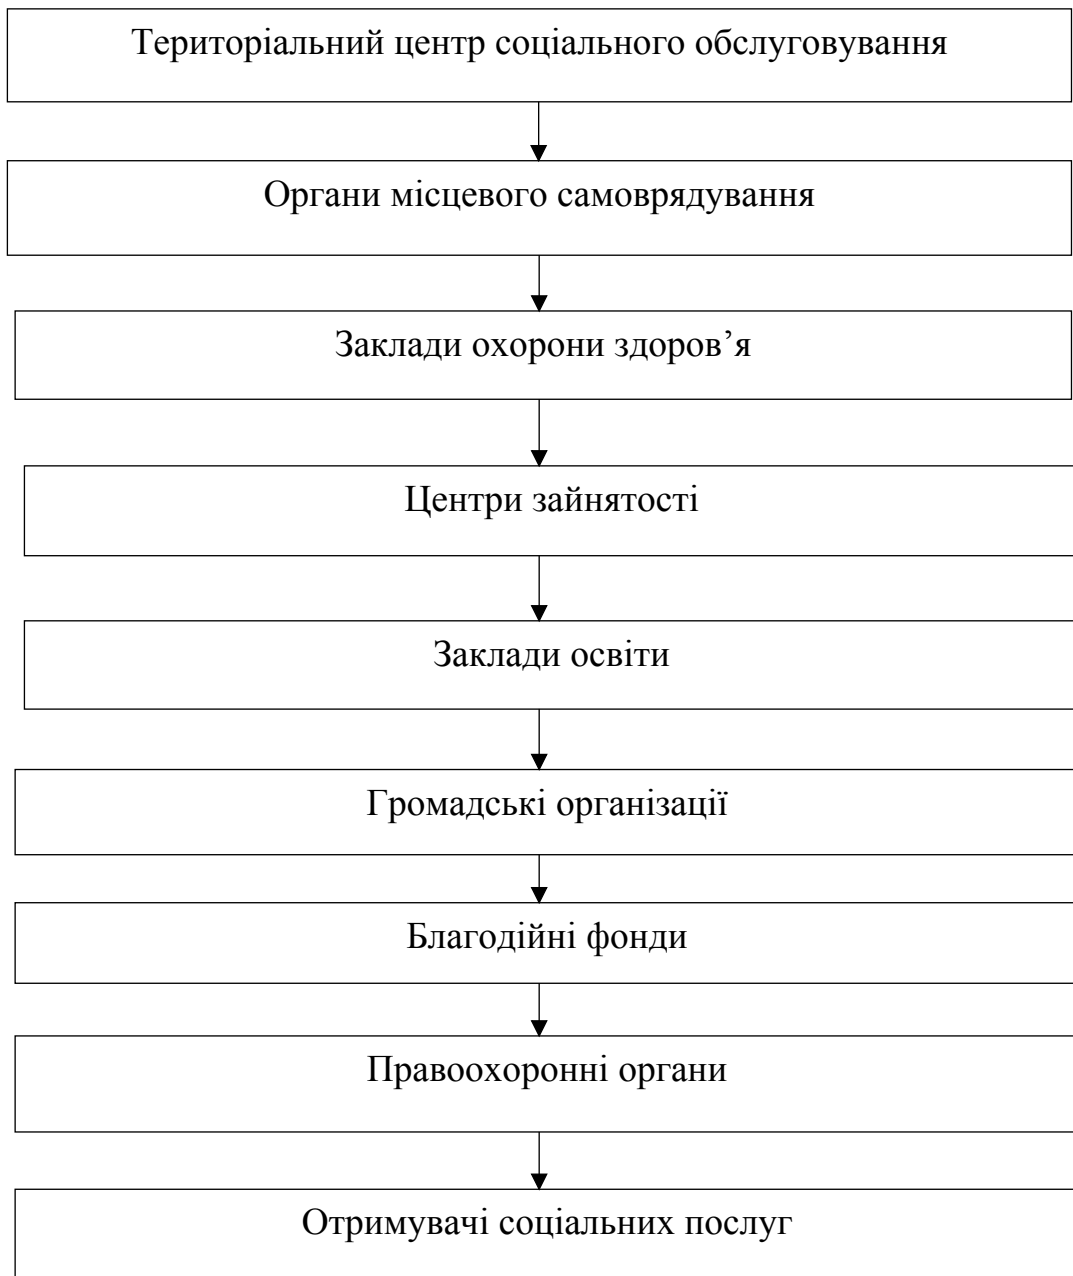 Територіальний центр соціального обслуговування
Органи місцевого самоврядування
Заклади охорони здоров’я
Центри зайнятості
Заклади освіти
Громадські організації
Благодійні фонди
Правоохоронні органи
Отримувачі соціальних послуг